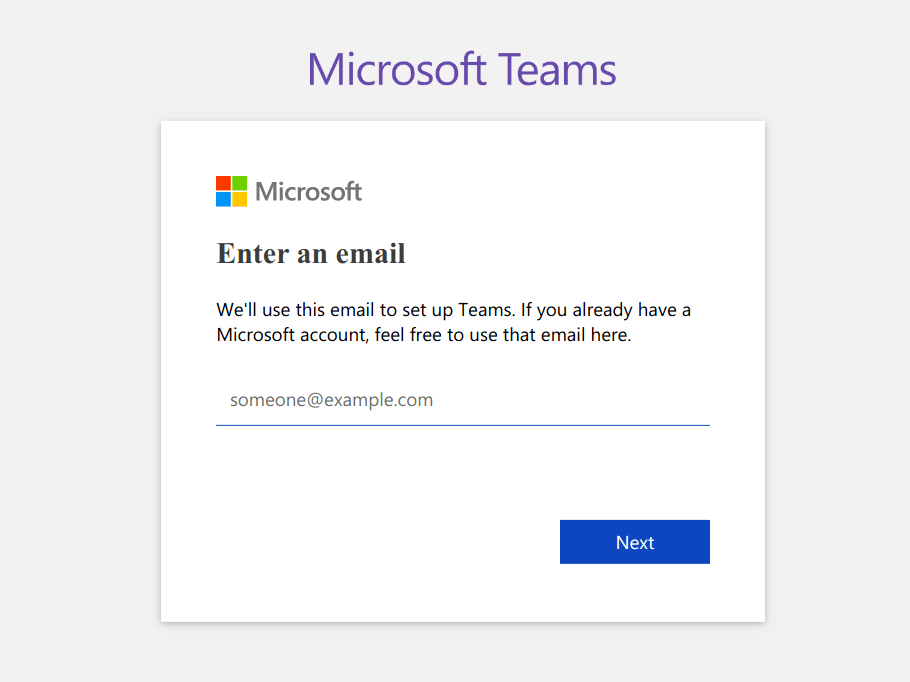 Microsoft Teams
Microsoft
Enter an email
We'll use this email to set up Teams. If you already have a
Microsoft account, feel free to use that email here.
someone@example.com
Next